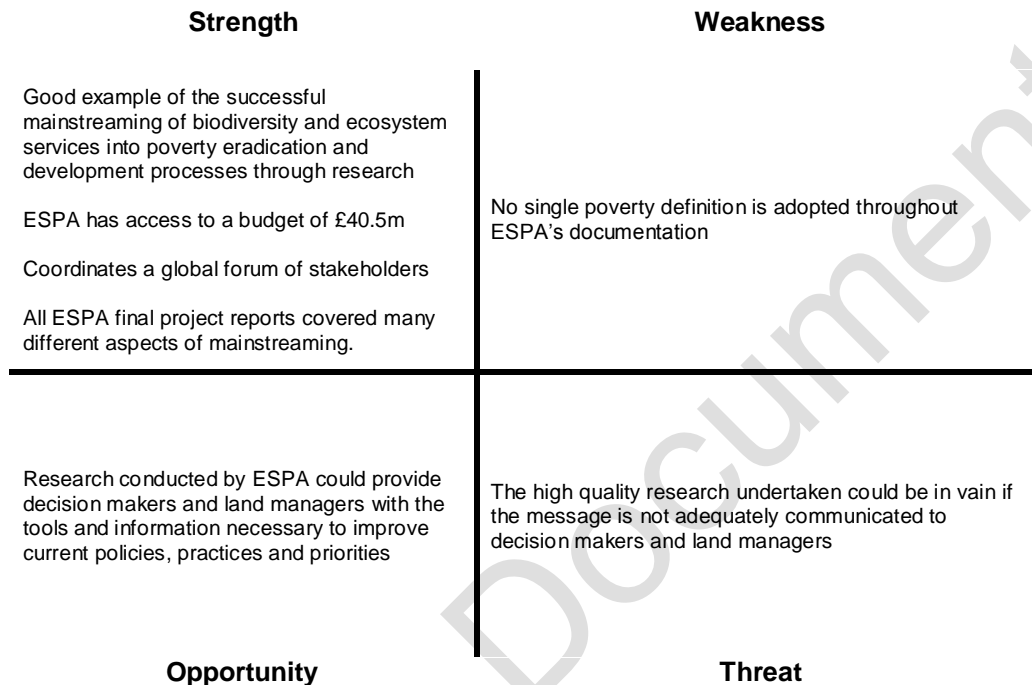 Strength
Weakness
Good example of the successful
mainstreaming of biodiversity and ecosystem
services into poverty eradication and
development processes through research
ESPA has access to a budget of £40.5m
Coordinates a global forum of stakeholders
All ESPA final project reports covered many
different aspects of mainstreaming.
No single poverty definition is adopted throughout
ESPA's documentation
Research conducted by ESPA could provide
decision makers and land managers with the
tools and information necessary to improve
current policies, practices and priorities
The high quality research undertaken could be in vain if
the message is not adequately communicated to
decision makers and land managers
Opportunity
Threat
Document